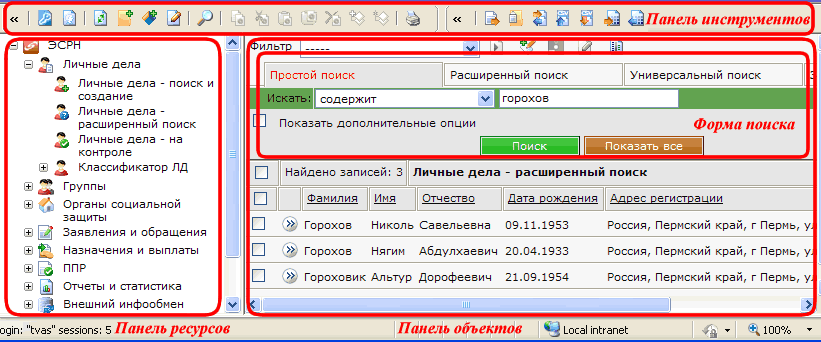 « « Панель инструментов
ЭСРН
Личные дела
Личные дела - поиск и
создание
Личные дела -
расширенный поиск
Личные дела - на
контроле
Классификатор ЛД
Группы
Органы социальной
защиты
Заявления и обращения
Назначения и выплаты
ППР
Отчеты и статистика
Внешний инфообмен
Фильтр -----
Простой поиск Расширенный поиск Универсальный поиск
Искать: содержит горохов
Показать дополнительные опции Форма поиска
Поиск Показать все
Найдено записей: 3 Личные дела - расширенный поиск
Фамилия Имя Отчество Дата рождения Адрес регистрации
Горохов Николь Савельевна 09.11.1953 Россия, Пермский край, г Пермь, ул
Горохов Нягим Абдулхаевич 20.04.1933 Россия, Пермский край, г Пермь, ул
Гороховик Альтур Дорофеевич 21.09.1954 Россия, Пермский край, г Пермь, ул
ogin: "tvas" sessions: 5 Панель ресурсов Панель объектов Local intranet 100%